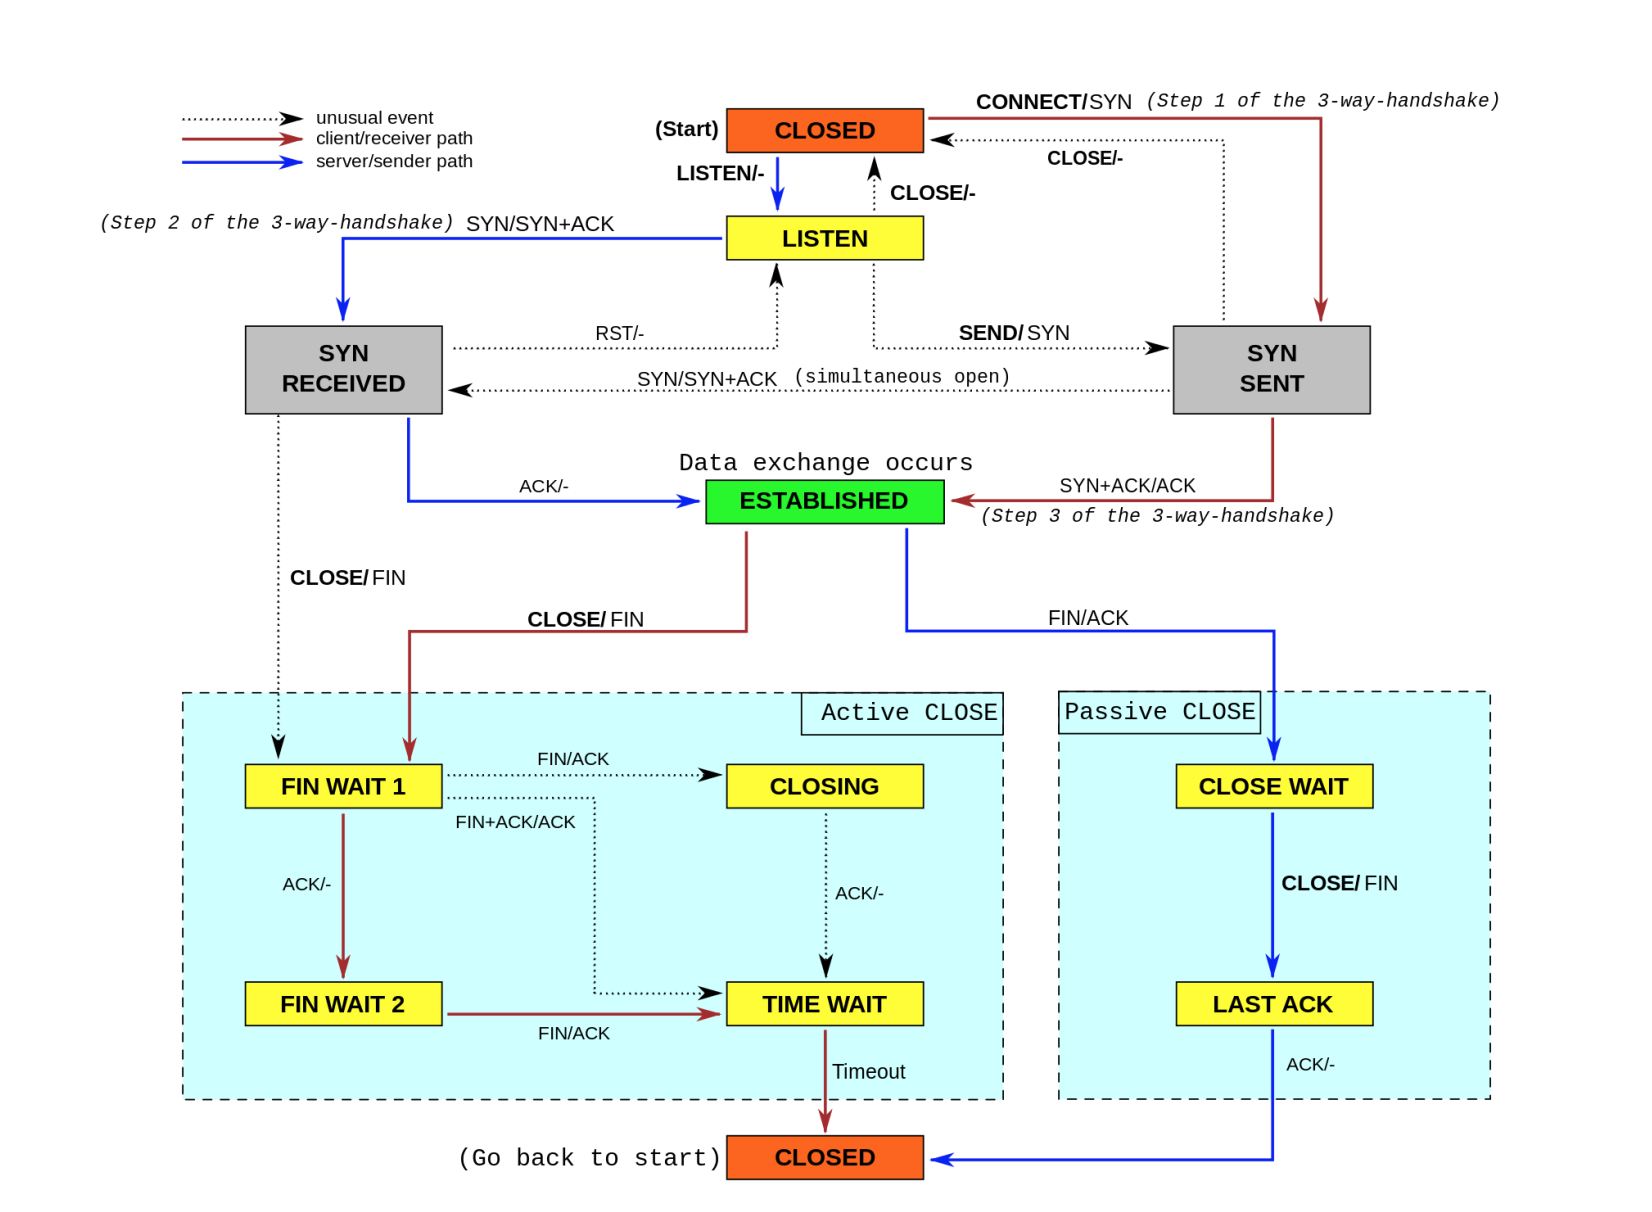 CONNECT/SYN (Step 1 of the 3-way-handshake)
unusual event
client/receiver path
server/sender path
(Start)
CLOSED
CLOSE/-
LISTEN/-
CLOSE/-
(Step 2 of the 3-way-handshake) SYN/SYN+ACK
LISTEN
RST/-
SEND/ SYN
SYN
RECEIVED
SYN
SENT
SYN/SYN+ACK (simultaneous open)
Data exchange occurs
ACK/-
ESTABLISHED
SYN+ACK/ACK
(Step 3 of the 3-way-handshake)
CLOSE/ FIN
CLOSE/ FIN
FIN/ACK
Active CLOSE
Passive CLOSE
FIN WAIT 1
FIN/ACK
CLOSING
CLOSE WAIT
FIN+ACK/ACK
ACK/-
ACK/-
CLOSE/ FIN
FIN WAIT 2
TIME WAIT
LAST ACK
FIN/ACK
Timeout
ACK/-
(Go back to start)
CLOSED